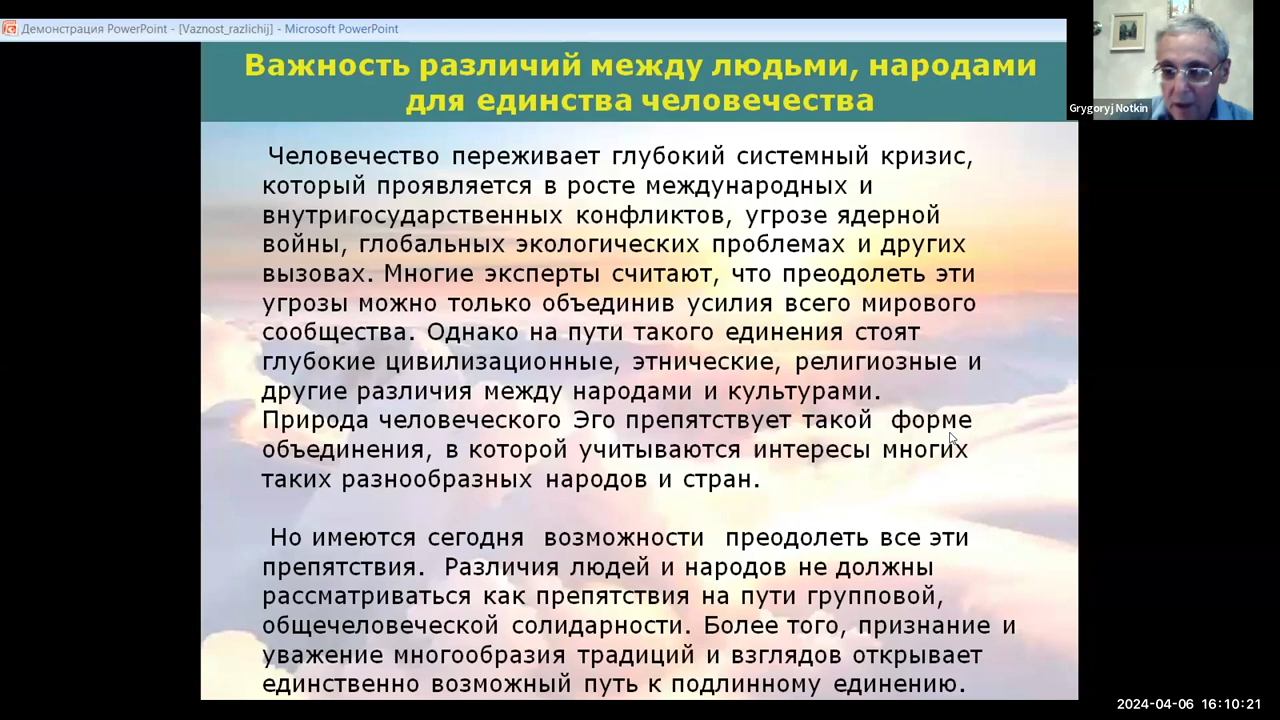 Демонстрация PowerPoint - [Vaznost_razlichij] - Microsoft PowerPoint
Важность различий между людьми, народами
для единства человечества
Grygoryj Notkin
Человечество переживает глубокий системный кризис,
который проявляется в росте международных и
внутригосударственных конфликтов, угрозе ядерной
войны, глобальных экологических проблемах и других
вызовах. Многие эксперты считают, что преодолеть эти
угрозы можно только объединив усилия всего мирового
сообщества. Однако на пути такого единения стоят
глубокие цивилизационные, этнические, религиозные и
другие различия между народами и культурами.
Природа человеческого Эго препятствует такой форме
объединения, в которой учитываются интересы многих
таких разнообразных народов и стран.
Но имеются сегодня возможности преодолеть все эти
препятствия. Различия людей и народов не должны
рассматриваться как препятствия на пути групповой,
общечеловеческой солидарности. Более того, признание и
уважение многообразия традиций и взглядов открывает
единственно возможный путь к подлинному единению.
2024-04-06 16:10:21